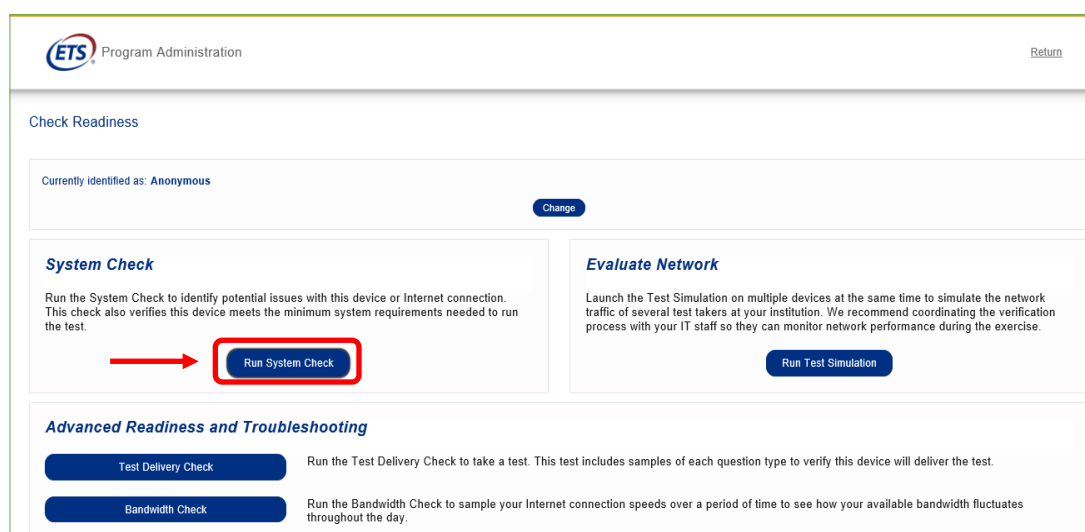 ETS Program Administration
Return
Check Readiness
Currently identified as: Anonymous
Change
System Check
Run the System Check to identify potential issues with this device or Internet connection.
This check also verifies this device meets the minimum system requirements needed to run
the test.
Run System Check
Evaluate Network
Launch the Test Simulation on multiple devices at the same time to simulate the network
traffic of several test takers at your institution. We recommend coordinating the verification
process with your IT staff so they can monitor network performance during the exercise.
Run Test Simulation
Advanced Readiness and Troubleshooting
Test Delivery Check
Run the Test Delivery Check to take a test. This test includes samples of each question type to verify this device will deliver the test.
Bandwidth Check
Run the Bandwidth Check to sample your Internet connection speeds over a period of time to see how your available bandwidth fluctuates
throughout the day.